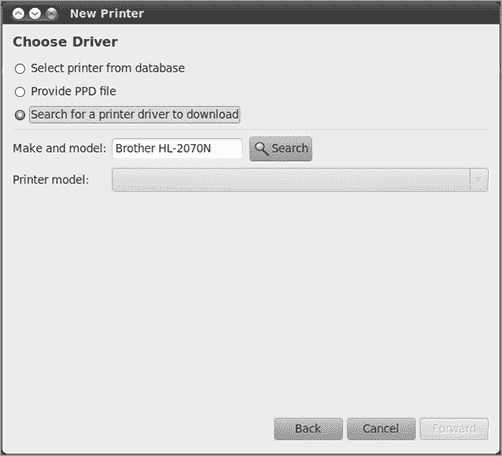 New Printer
Choose Driver
Select printer from database
Provide PPD file
Search for a printer driver to download
Make and model: Brother HL-2070N Search
Printer model:
Back Cancel Forward